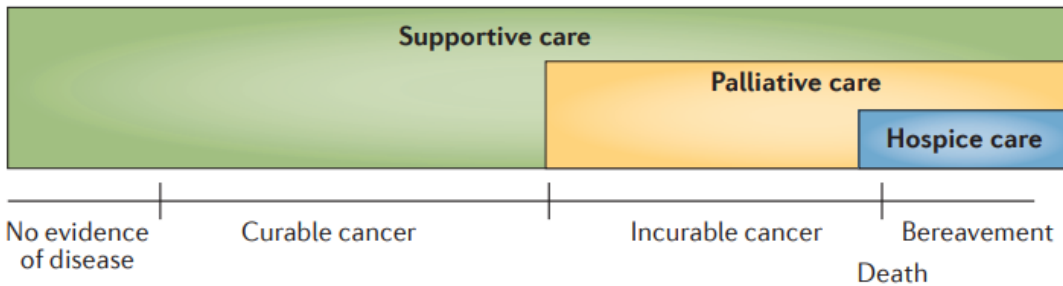 Supportive care
Palliative care
Hospice care
No evidence
of disease
Curable cancer
Incurable cancer
Bereavement
Death